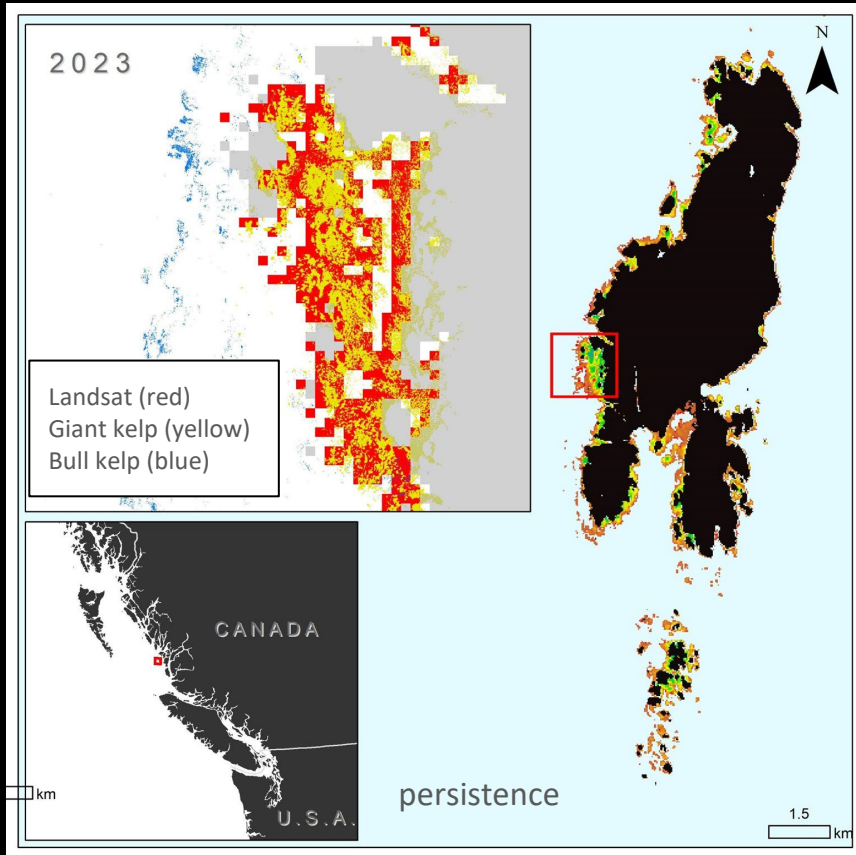 2023
N
Landsat (red)
Giant kelp (yellow)
Bull kelp (blue)
CANADA
U.S.A.
km
persistence
1.5
km